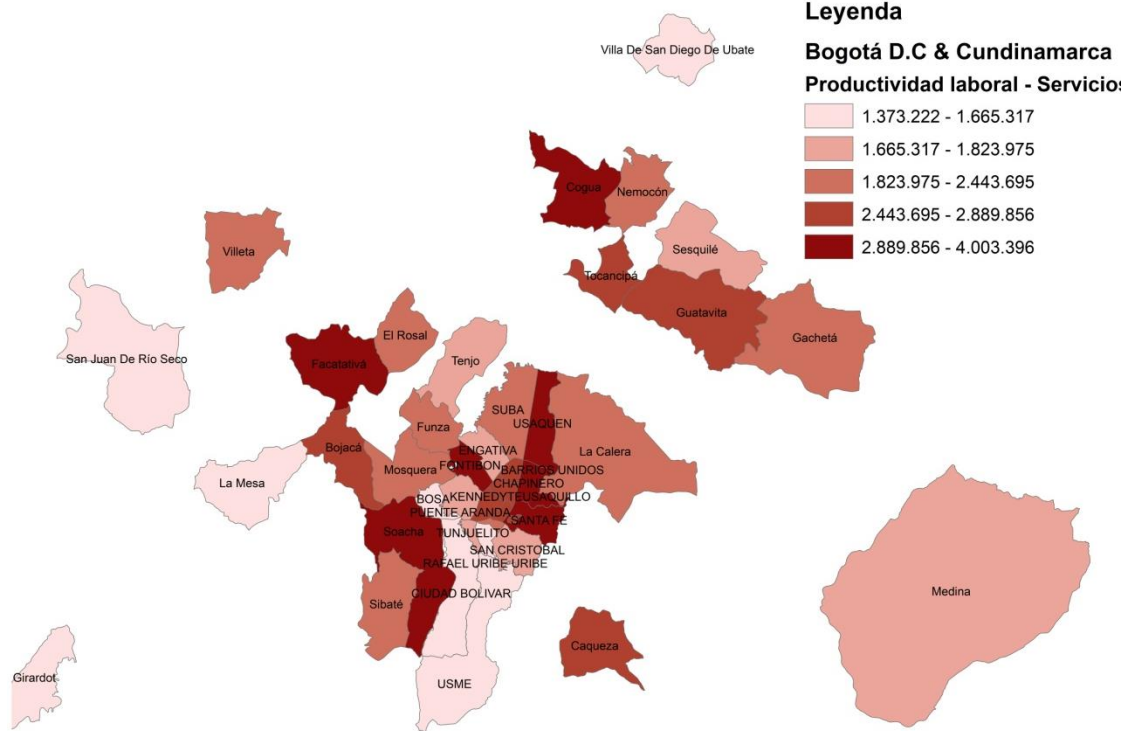 Leyenda
Bogotá D.C & Cundinamarca
Productividad laboral - Servicios
1.373.222 - 1.665.317
1.665.317 - 1.823.975
1.823.975 - 2.443.695
2.443.695 - 2.889.856
2.889.856 - 4.003.396
Villa De San Diego De Ubate
Cogua
Nemocón
Villeta
Sesquilé
Tocancipá
Guatavita
Gachetá
San Juan De Río Seco
El Rosal
Facatativá
Tenjo
SUBA
USAQUEN
Funza
Bojacá
ENGATIVA
La Calera
FONTIBON
Mosquera
BARRIOS UNIDOS
La Mesa
CHAPINERO
BOSA
KENNEDY
TEUSAQUILLO
PUENTE ARANDA
SANTA FE
Soacha
TUNJUELITO
SAN CRISTOBAL
RAFAEL URIBE URIBE
CIUDAD BOLIVAR
Medina
Sibaté
Caqueza
Girardot
USME